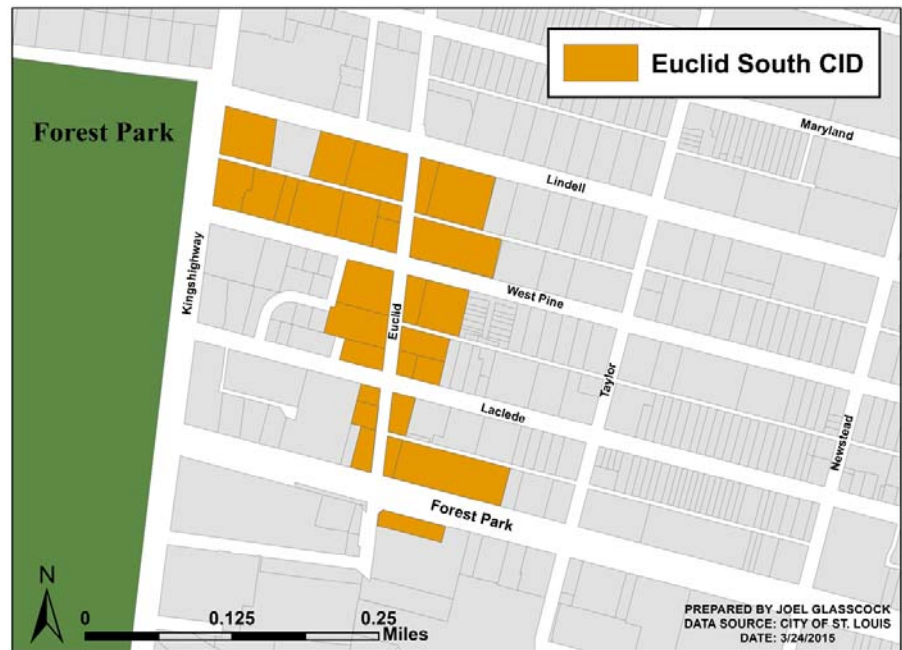 Euclid South CID
Forest Park
Maryland
Lindell
Kingshighway
West Pine
Euclid
Taylor
Laclede
Newstead
Forest Park
N
0 0.125 0.25
Miles
PREPARED BY JOEL GLASSCOCK
DATA SOURCE: CITY OF ST. LOUIS
DATE: 3/24/2015